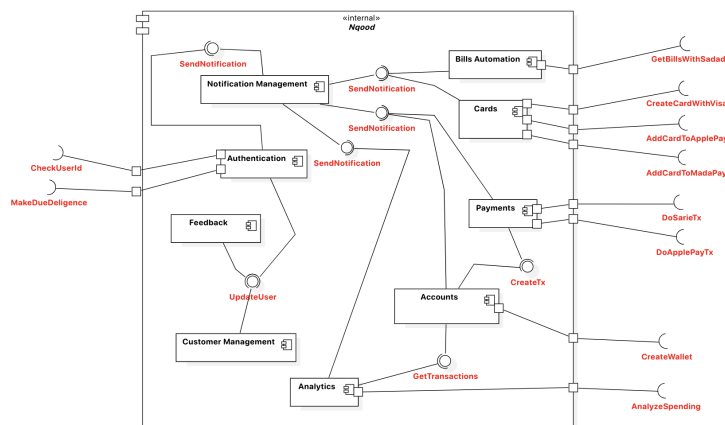 «internal»
Nqood
SendNotification
Bills Automation
GetBillsWithSadad
Notification Management
SendNotification
CreateCardWithVisa
Cards
SendNotification
AddCardToApplePay
Authentication
SendNotification
CheckUserId
AddCardToMadaPay
MakeDueDeligence
Payments
DoSarieTx
Feedback
DoApplePayTx
CreateTx
UpdateUser
Accounts
Customer Management
CreateWallet
GetTransactions
Analytics
AnalyzeSpending